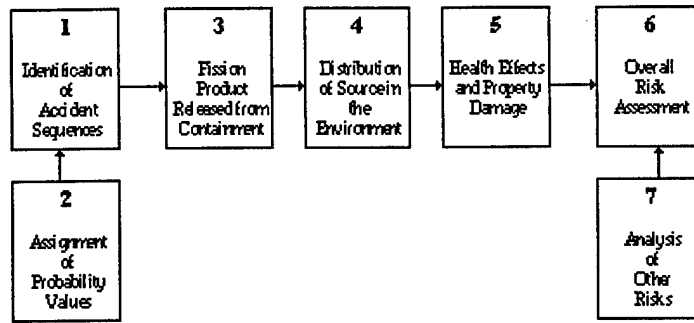 1
Identification
of
Accident
Sequences
3
Fission
Product
Released from
Containment
4
Distribution
of Source in
the
Environment
5
Health Effects
and Property
Damage
6
Overall
Risk
Assessment
2
Assignment
of
Probability
Values
7
Analysis
of
Other
Risks